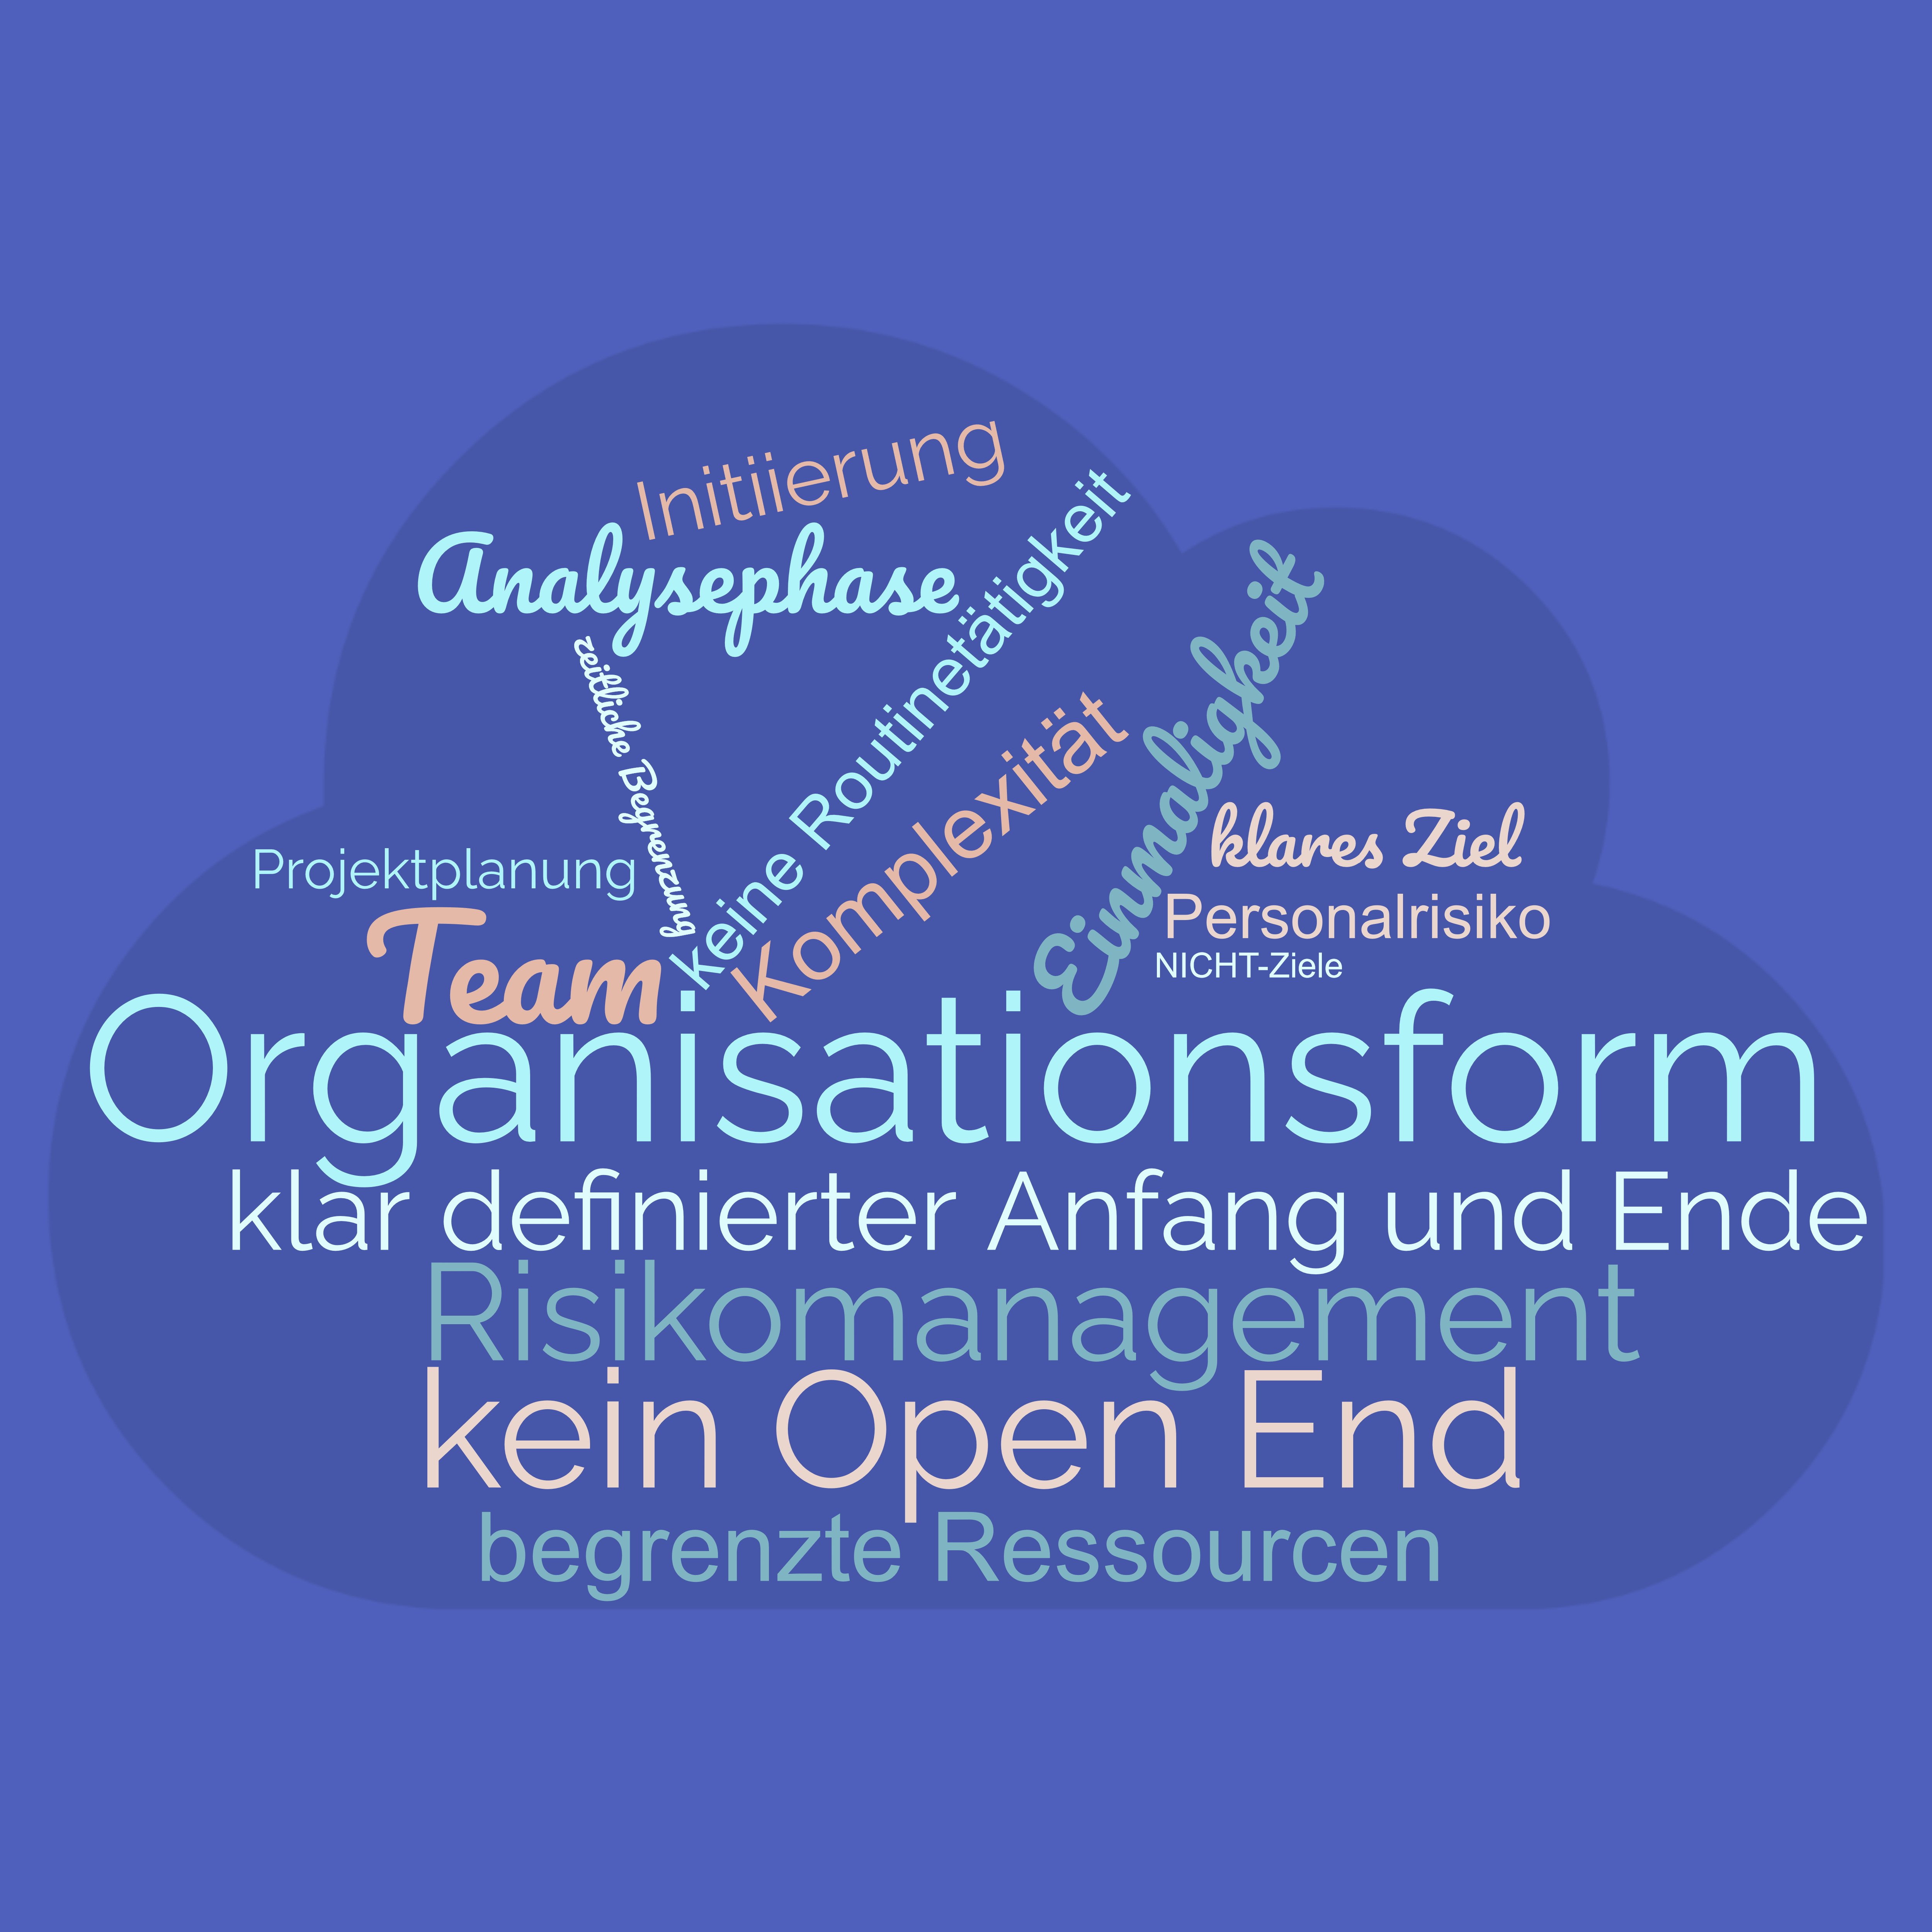 Initiierung
Analysephase
keine Routinetätigkeit
zeitliche Begrenzung
Komplexität
Einmaligkeit
klares Ziel
Projektplanung
Personalrisiko
Team
NICHT-Ziele
Organisationsform
klar definierter Anfang und Ende
Risikomanagement
kein Open End
begrenzte Ressourcen